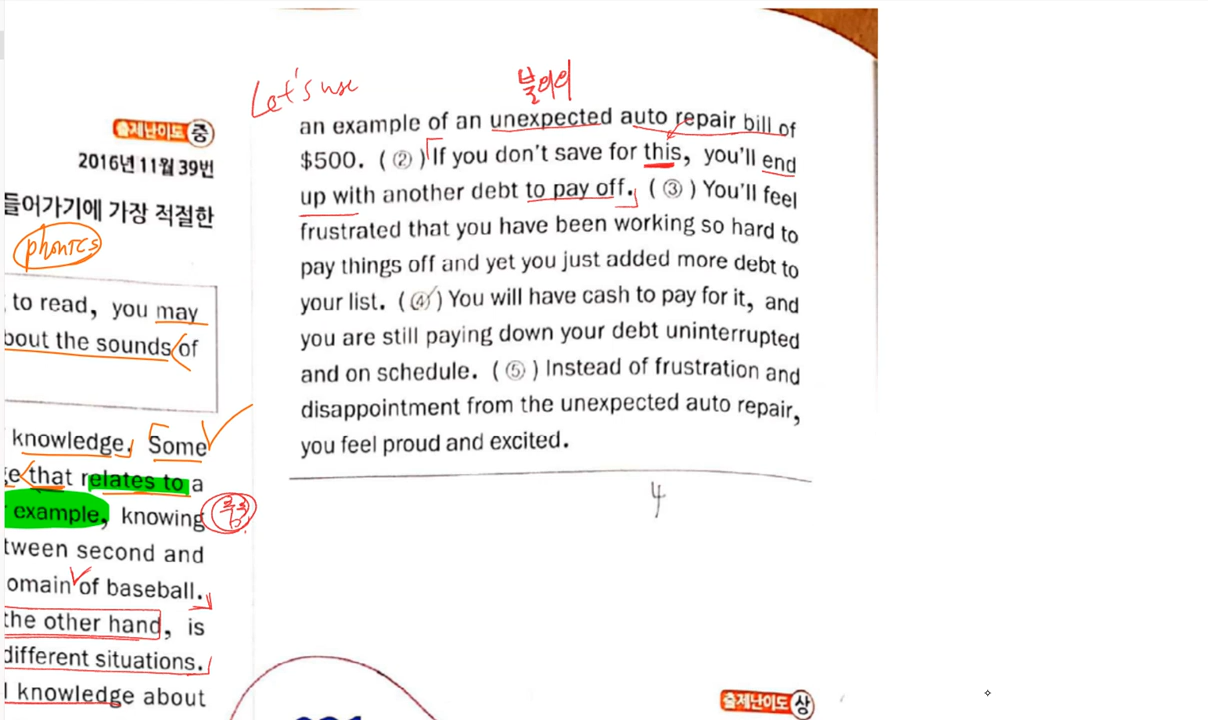 출제난이도 중
2016년 11월 39번
들어가기에 가장 적절한
phonics
to read, you may
bout the sounds of
knowledge. Some
e that relates to a
example, knowing
tween second and
omain of baseball.
the other hand, is
different situations.
l knowledge about
Let's use
an example of an unexpected auto repair bill of
$500. ( ② ) If you don't save for this, you'll end
up with another debt to pay off. ( ③ ) You'll feel
frustrated that you have been working so hard to
pay things off and yet you just added more debt to
your list. ( ④ ) You will have cash to pay for it, and
you are still paying down your debt uninterrupted
and on schedule. ( ⑤ ) Instead of frustration and
disappointment from the unexpected auto repair,
you feel proud and excited.
4
출제난이도 상